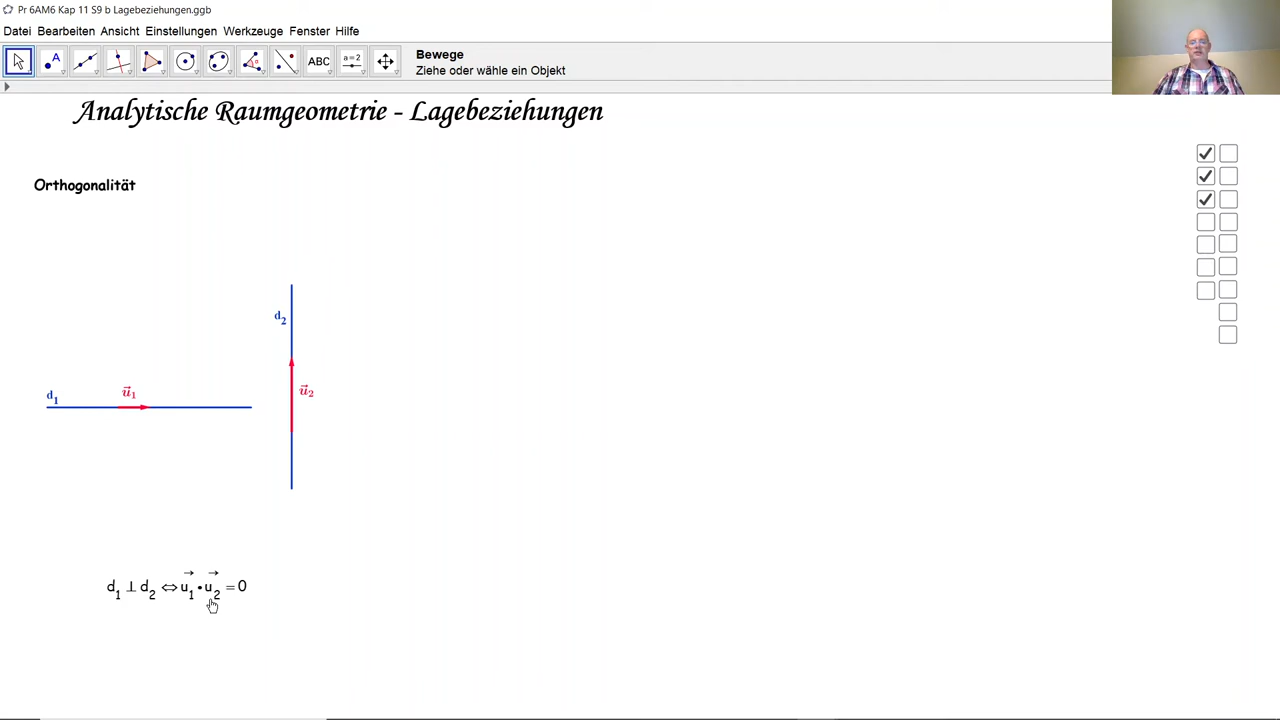 Pr 6AM6 Kap 11 S9 b Lagebeziehungen.ggb
Datei Bearbeiten Ansicht Einstellungen Werkzeuge Fenster Hilfe
A
α
ABC
a=2
Bewege
Ziehe oder wähle ein Objekt
Analytische Raumgeometrie - Lagebeziehungen
Orthogonalität
d₂
d₁
u⃗₁
u⃗₂
d₁ ⊥ d₂ ⇔ u⃗₁ • u⃗₂ = 0